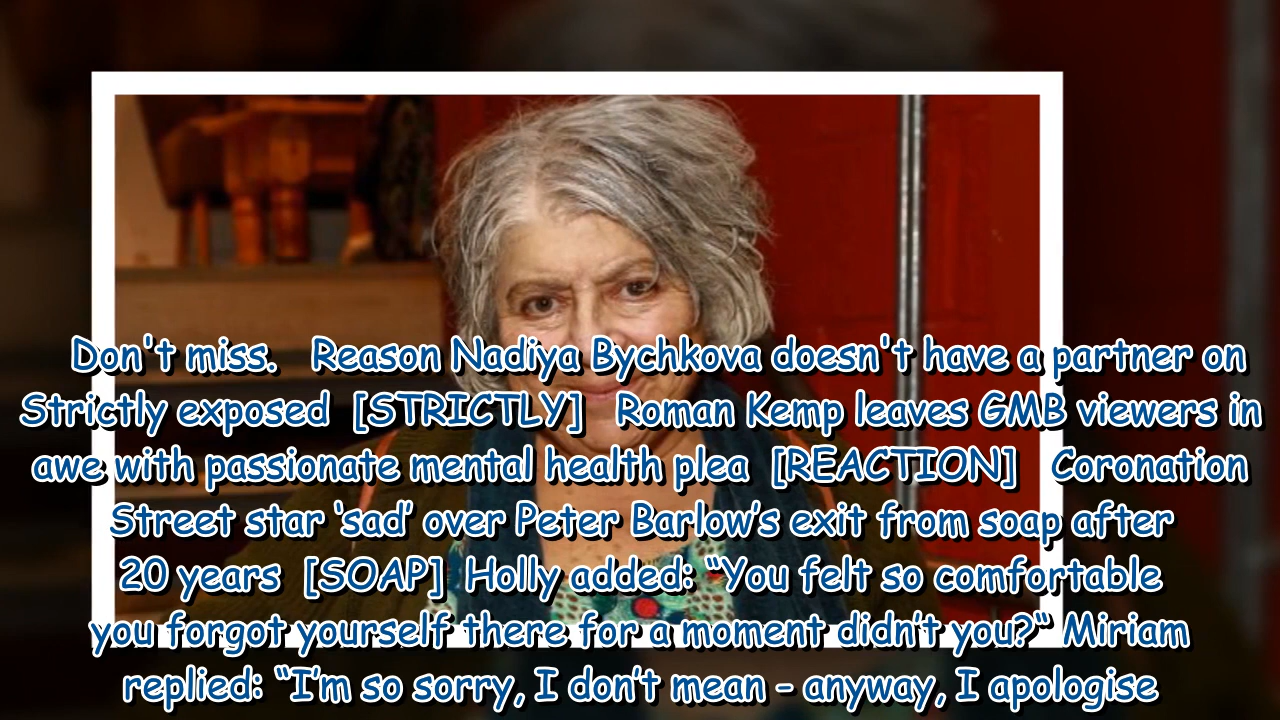 Don't miss. Reason Nadiya Bychkova doesn't have a partner on
Strictly exposed [STRICTLY] Roman Kemp leaves GMB viewers in
awe with passionate mental health plea [REACTION] Coronation
Street star ‘sad’ over Peter Barlow’s exit from soap after
20 years [SOAP] Holly added: “You felt so comfortable
you forgot yourself there for a moment didn’t you?” Miriam
replied: “I’m so sorry, I don’t mean - anyway, I apologise